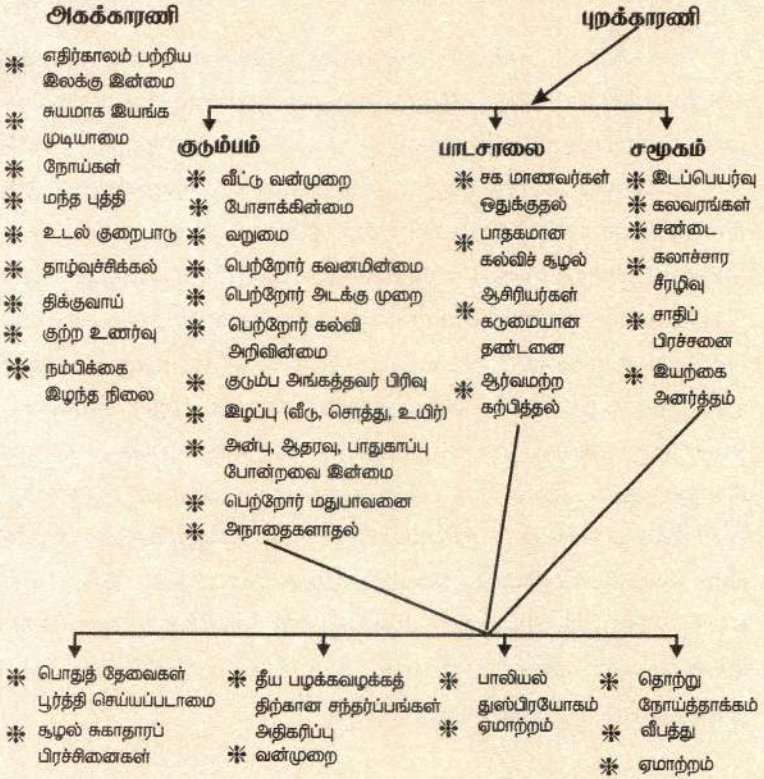 அகக்காரணி
எதிர்காலம் பற்றிய
இலக்கு இன்மை
சுயமாக இயங்க
முடியாமை
நோய்கள்
மந்த புத்தி
உடல் குறைபாடு
தாழ்வுச்சிக்கல்
திக்குவாய்
குற்ற உணர்வு
நம்பிக்கை
இழந்த நிலை
புறக்காரணி
குடும்பம்
வீட்டு வன்முறை
போசாக்கின்மை
வறுமை
பெற்றோர் கவனமின்மை
பெற்றோர் அடக்கு முறை
பெற்றோர் கல்வி
அறிவின்மை
குடும்ப அங்கத்தவர் பிரிவு
இழப்பு (வீடு, சொத்து, உயிர்)
அன்பு, ஆதரவு, பாதுகாப்பு
போன்றவை இன்மை
பெற்றோர் மதுபாவனை
அநாதைகளாதல்
பாடசாலை
சக மாணவர்கள்
ஒதுக்குதல்
பாதகமான
கல்விச் சூழல்
ஆசிரியர்கள்
கடுமையான
தண்டனை
ஆர்வமற்ற
கற்பித்தல்
சமூகம்
இடப்பெயர்வு
கலவரங்கள்
சண்டை
கலாச்சார
சீரழிவு
சாதிப்
பிரச்சனை
இயற்கை
அனர்த்தம்
பொதுத் தேவைகள்
பூர்த்தி செய்யப்படாமை
சூழல் சுகாதாரப்
பிரச்சினைகள்
தீய பழக்கவழக்கத்
திற்கான சந்தர்ப்பங்கள்
அதிகரிப்பு
வன்முறை
பாலியல்
துஸ்பிரயோகம்
ஏமாற்றம்
தொற்று
நோய்த்தாக்கம்
வீபத்து
ஏமாற்றம்